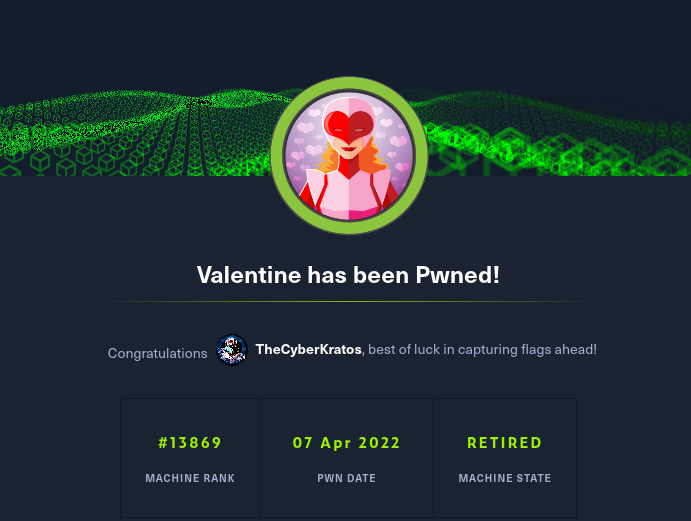 Valentine has been Pwned!
Congratulations TheCyberKratos, best of luck in capturing flags ahead!
#13869 07 Apr 2022 RETIRED
MACHINE RANK PWN DATE MACHINE STATE